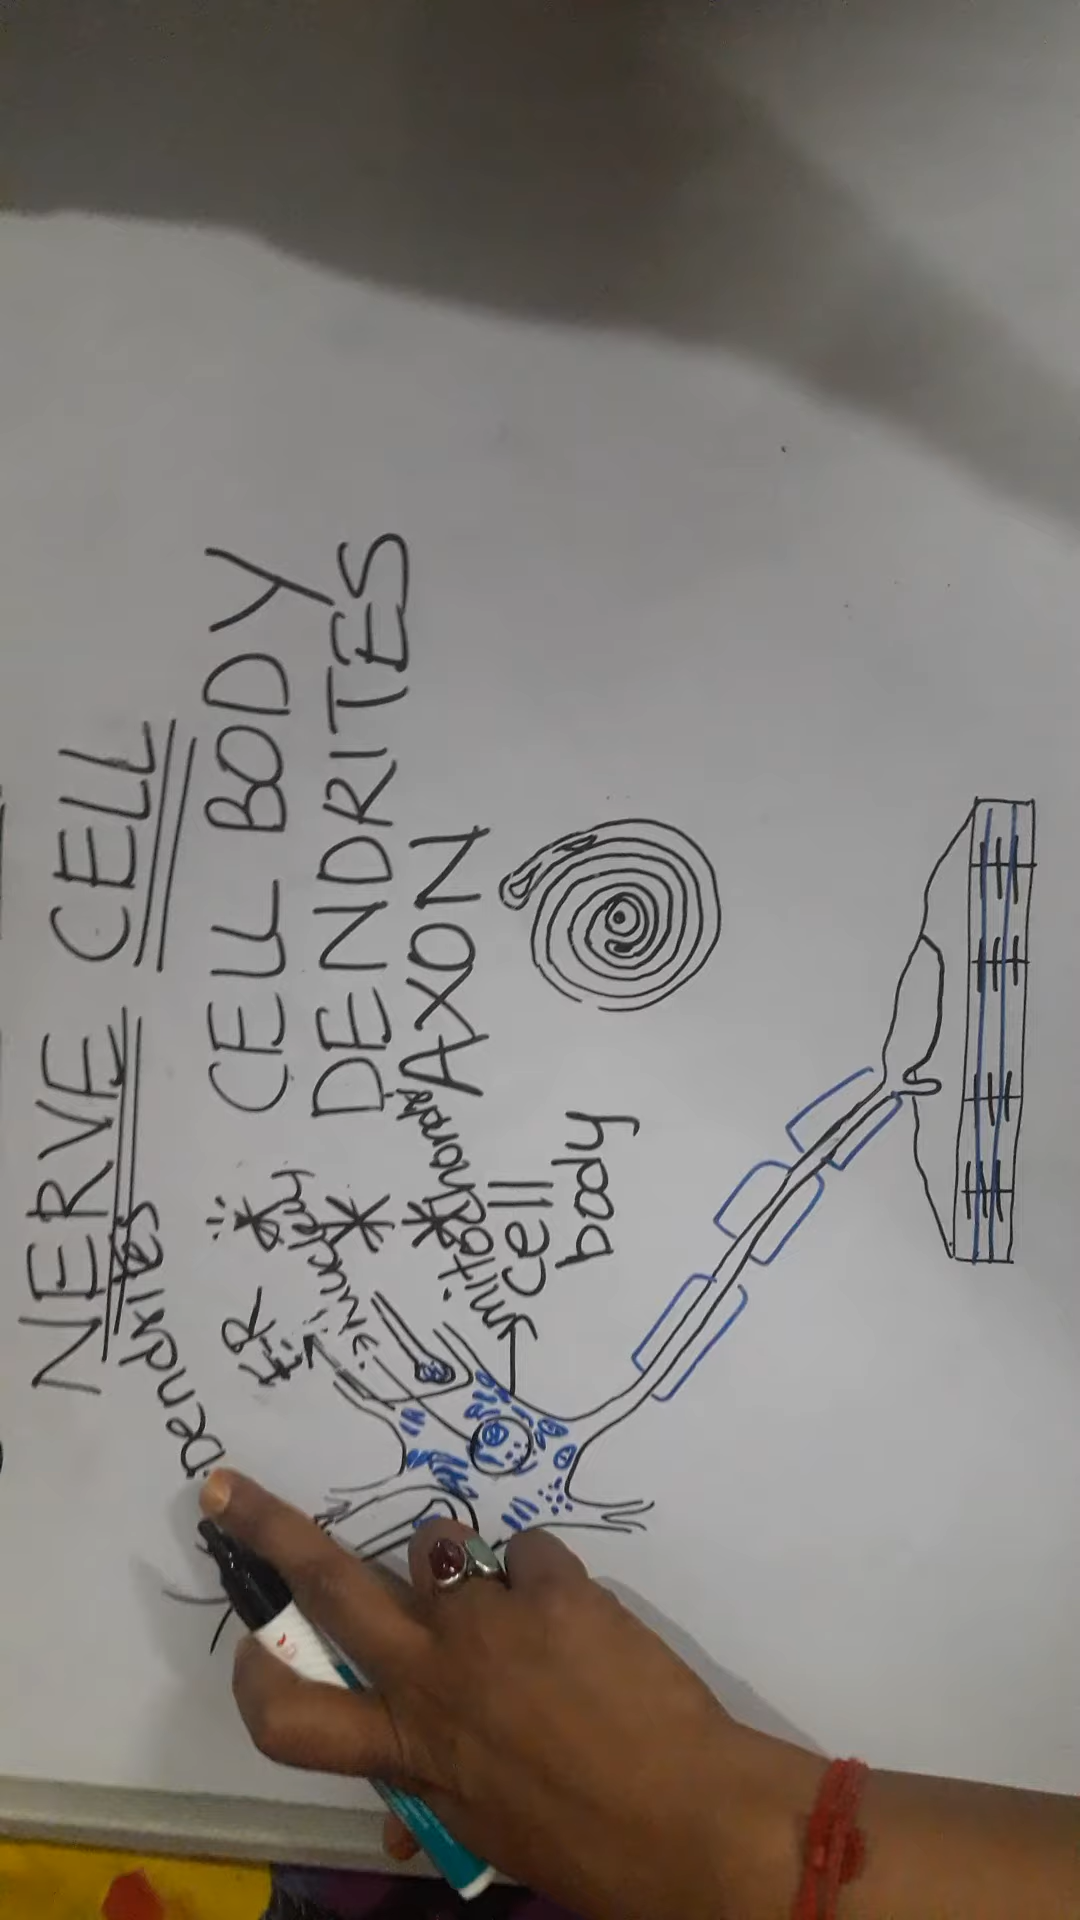 NERVE CELL
* CELL BODY
* DENDRITES
* AXON
Dendrites
E.R
nucleus
mitochondria
cell
body